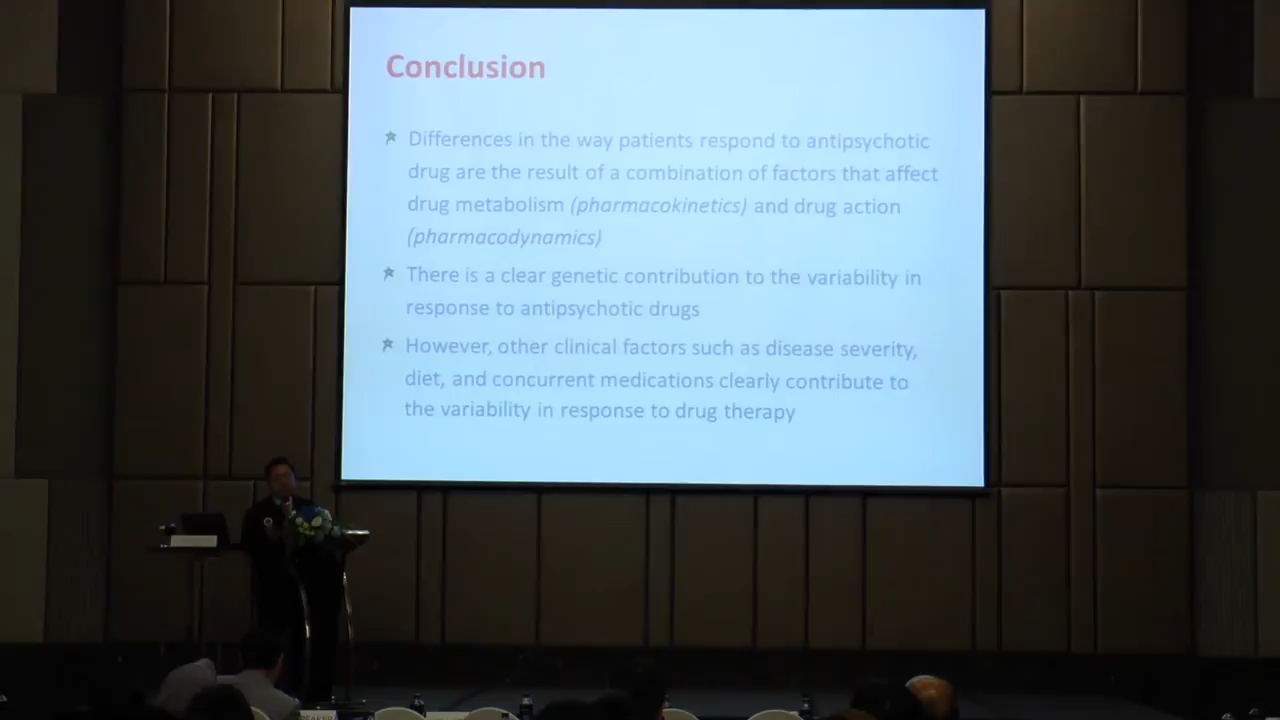 Conclusion
Differences in the way patients respond to antipsychotic
drug are the result of a combination of factors that affect
drug metabolism (pharmacokinetics) and drug action
(pharmacodynamics)
There is a clear genetic contribution to the variability in
response to antipsychotic drugs
However, other clinical factors such as disease severity,
diet, and concurrent medications clearly contribute to
the variability in response to drug therapy